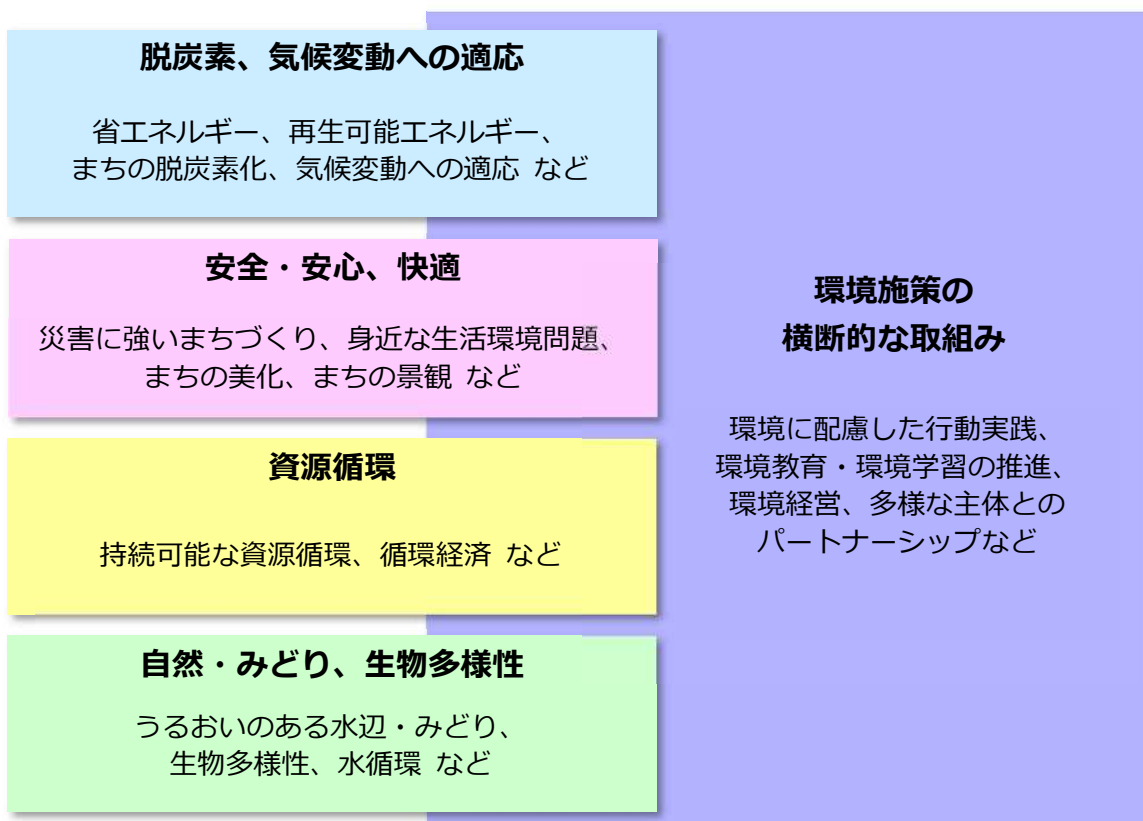 脱炭素、気候変動への適応
省エネルギー、再生可能エネルギー、
まちの脱炭素化、気候変動への適応 など
安全・安心、快適
災害に強いまちづくり、身近な生活環境問題、
まちの美化、まちの景観 など
資源循環
持続可能な資源循環、循環経済 など
自然・みどり、生物多様性
うるおいのある水辺・みどり、
生物多様性、水循環 など
環境施策の
横断的な取組み
環境に配慮した行動実践、
環境教育・環境学習の推進、
環境経営、多様な主体との
パートナーシップなど